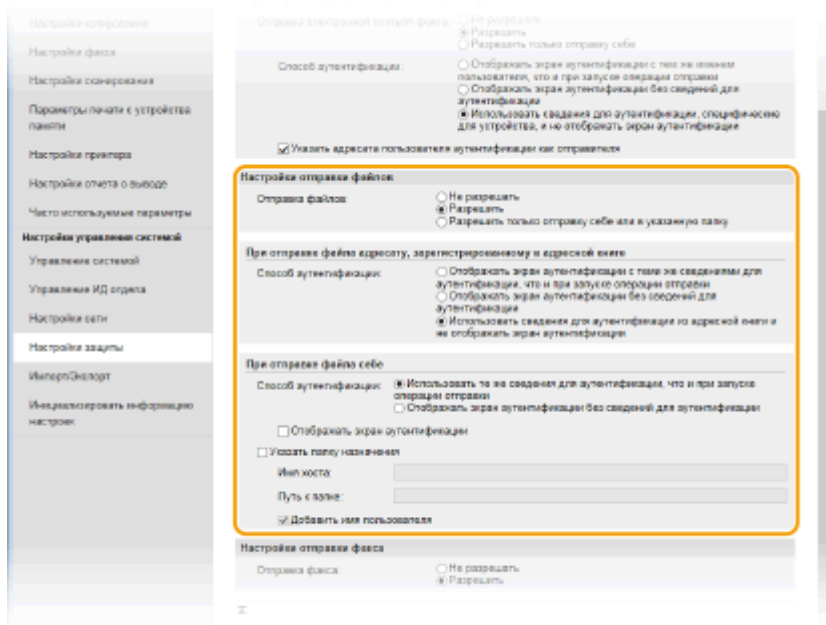 Настройки копирования
Настройки факса
Настройки сканирования
Параметры печати с устройства
памяти
Настройки принтера
Настройки отчета о выводе
Часто используемые параметры
Настройки управления системой
Управление системой
Управление ИД отдела
Настройки сети
Настройки защиты
Импорт/Экспорт
Инициализировать информацию
настроек
Отправка электронной почты/И-факса:
Не разрешать
Разрешить
Разрешить только отправку себе
Способ аутентификации:
Отображать экран аутентификации с тем же именем
пользователя, что и при запуске операции отправки
Отображать экран аутентификации без сведений для
аутентификации
Использовать сведения для аутентификации, специфические
для устройства, и не отображать экран аутентификации
Указать адресата пользователя аутентификации как отправителя
Настройки отправки файлов
Отправка файлов:
Не разрешать
Разрешить
Разрешить только отправку себе или в указанную папку
При отправке файла адресату, зарегистрированному в адресной книге
Способ аутентификации:
Отображать экран аутентификации с теми же сведениями для
аутентификации, что и при запуске операции отправки
Отображать экран аутентификации без сведений для
аутентификации
Использовать сведения для аутентификации из адресной книги и
не отображать экран аутентификации
При отправке файла себе
Способ аутентификации:
Использовать те же сведения для аутентификации, что и при запуске
операции отправки
Отображать экран аутентификации без сведений для аутентификации
Отображать экран аутентификации
Указать папку назначения
Имя хоста:
Путь к папке:
Добавить имя пользователя
Настройки отправки факса
Отправка факса:
Не разрешать
Разрешить